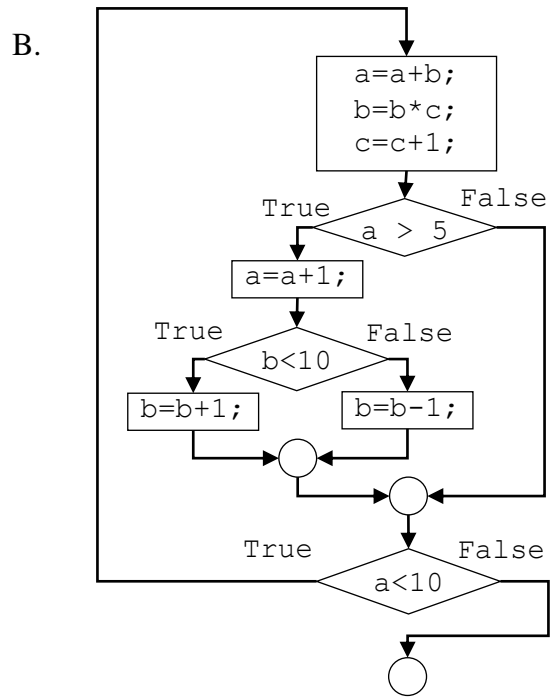 B.
a=a+b;
b=b*c;
c=c+1;
True False
a > 5
a=a+1;
True False
b<10
b=b+1; b=b-1;
True False
a<10